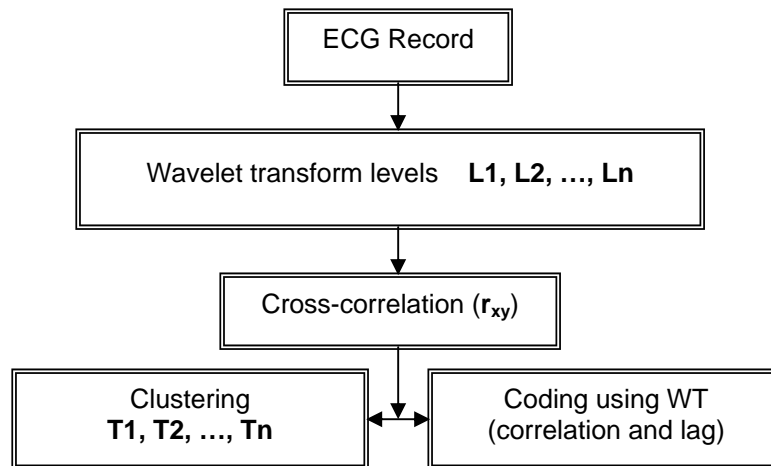 ECG Record
Wavelet transform levels L1, L2, …, Ln
Cross-correlation (rxy)
Clustering
T1, T2, …, Tn
Coding using WT
(correlation and lag)